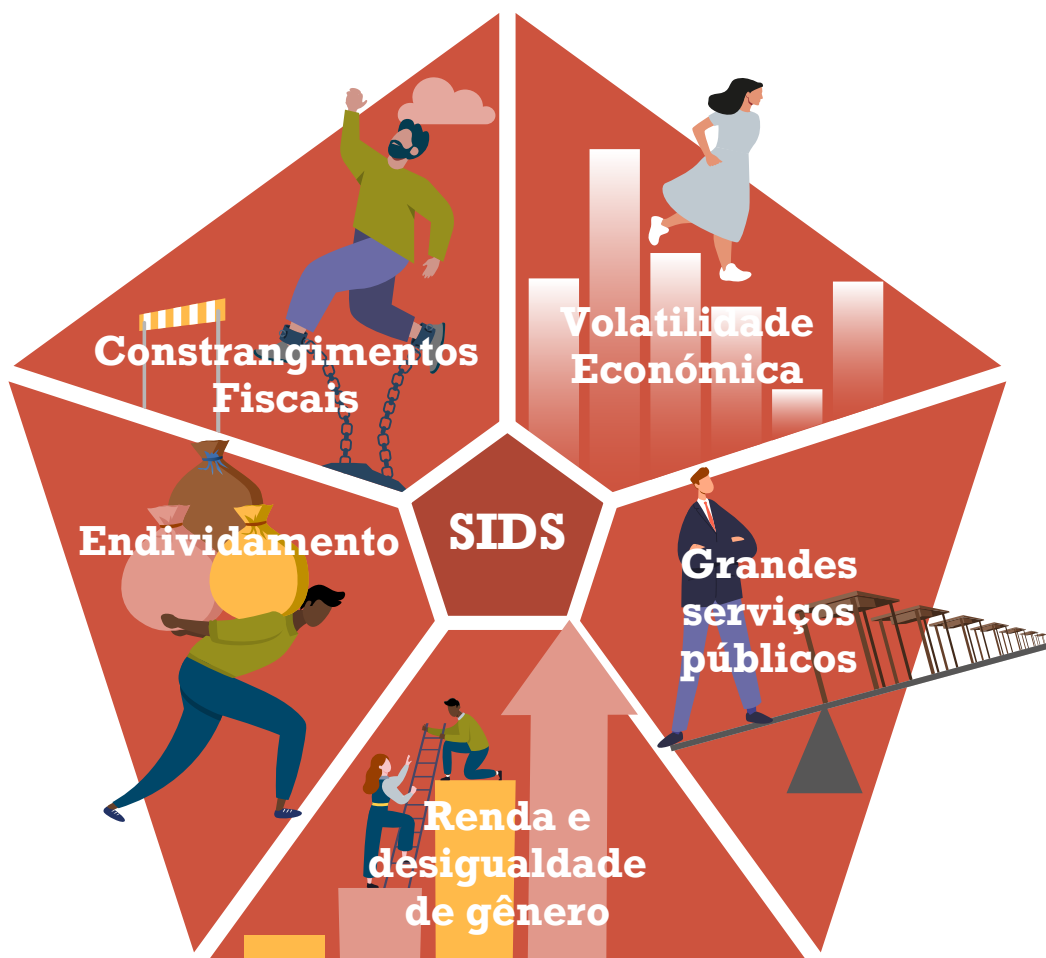 Constrangimentos
Fiscais
Volatilidade
Económica
Endividamento
SIDS
Grandes
serviços
públicos
Renda e
desigualdade
de gênero